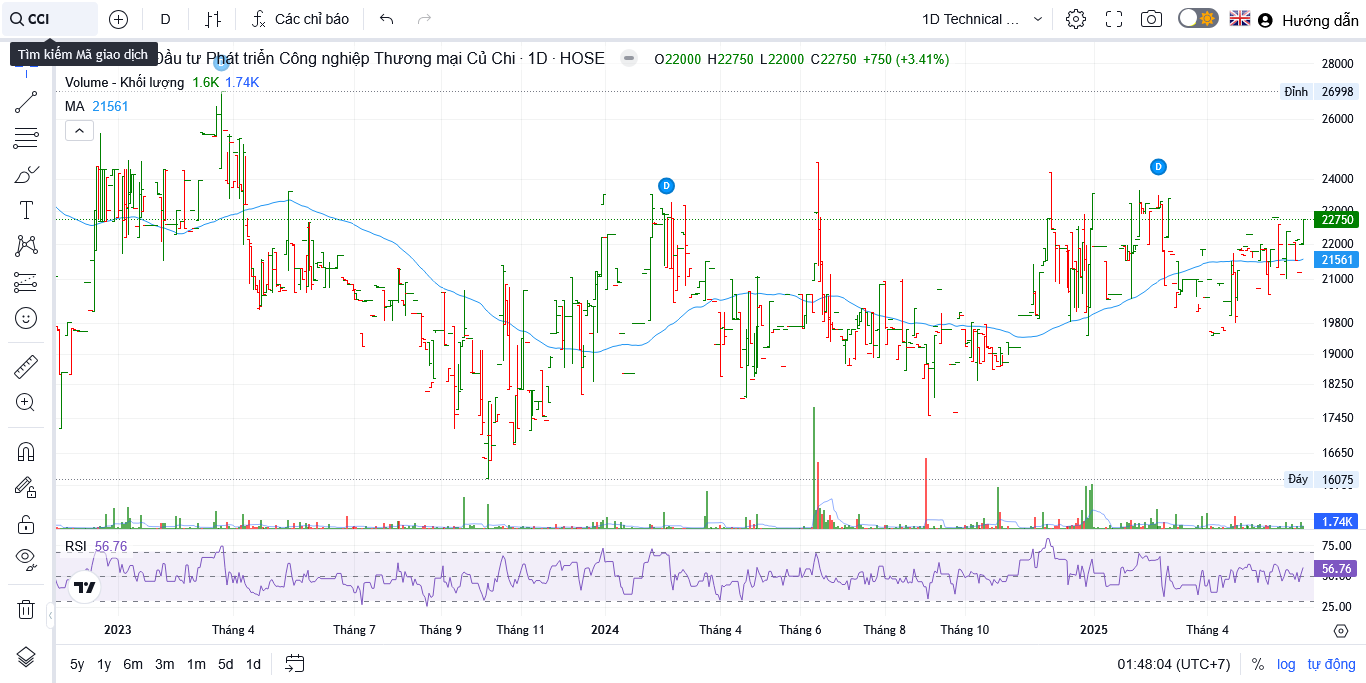 CCI
D
Các chỉ báo
1D Technical ...
Hướng dẫn
Tìm kiếm Mã giao dịch
Đầu tư Phát triển Công nghiệp Thương mại Củ Chi · 1D · HOSE
O22000 H22750 L22000 C22750 +750 (+3.41%)
Volume - Khối lượng 1.6K 1.74K
MA 21561
28000
Đỉnh 26998
26000
24000
D
D
22750
22000
21561
21000
19800
19000
18250
17450
16650
Đáy 16075
1.74K
RSI 56.76
75.00
56.76
25.00
2023 Tháng 4 Tháng 7 Tháng 9 Tháng 11 2024 Tháng 4 Tháng 6 Tháng 8 Tháng 10 2025 Tháng 4
5y 1y 6m 3m 1m 5d 1d
01:48:04 (UTC+7) % log tự động